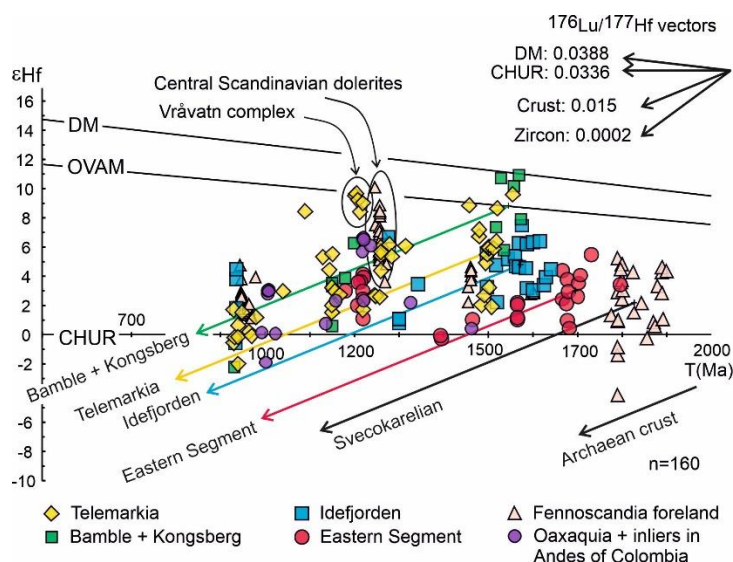 ¹⁷⁶Lu/¹⁷⁷Hf vectors
DM: 0.0388
CHUR: 0.0336
Crust: 0.015
Zircon: 0.0002
εHf
Central Scandinavian dolerites
Vråvatn complex
16
14
12
10
8
6
4
2
0
-2
-4
-6
-8
-10
DM
OVAM
CHUR
700
1000
1200
1500
1700
2000
T(Ma)
Bamble + Kongsberg
Telemarkia
Idefjorden
Eastern Segment
Svecokarelian
Archaean crust
n=160
Telemarkia
Idefjorden
Fennoscandia foreland
Bamble + Kongsberg
Eastern Segment
Oaxaquia + inliers in
Andes of Colombia